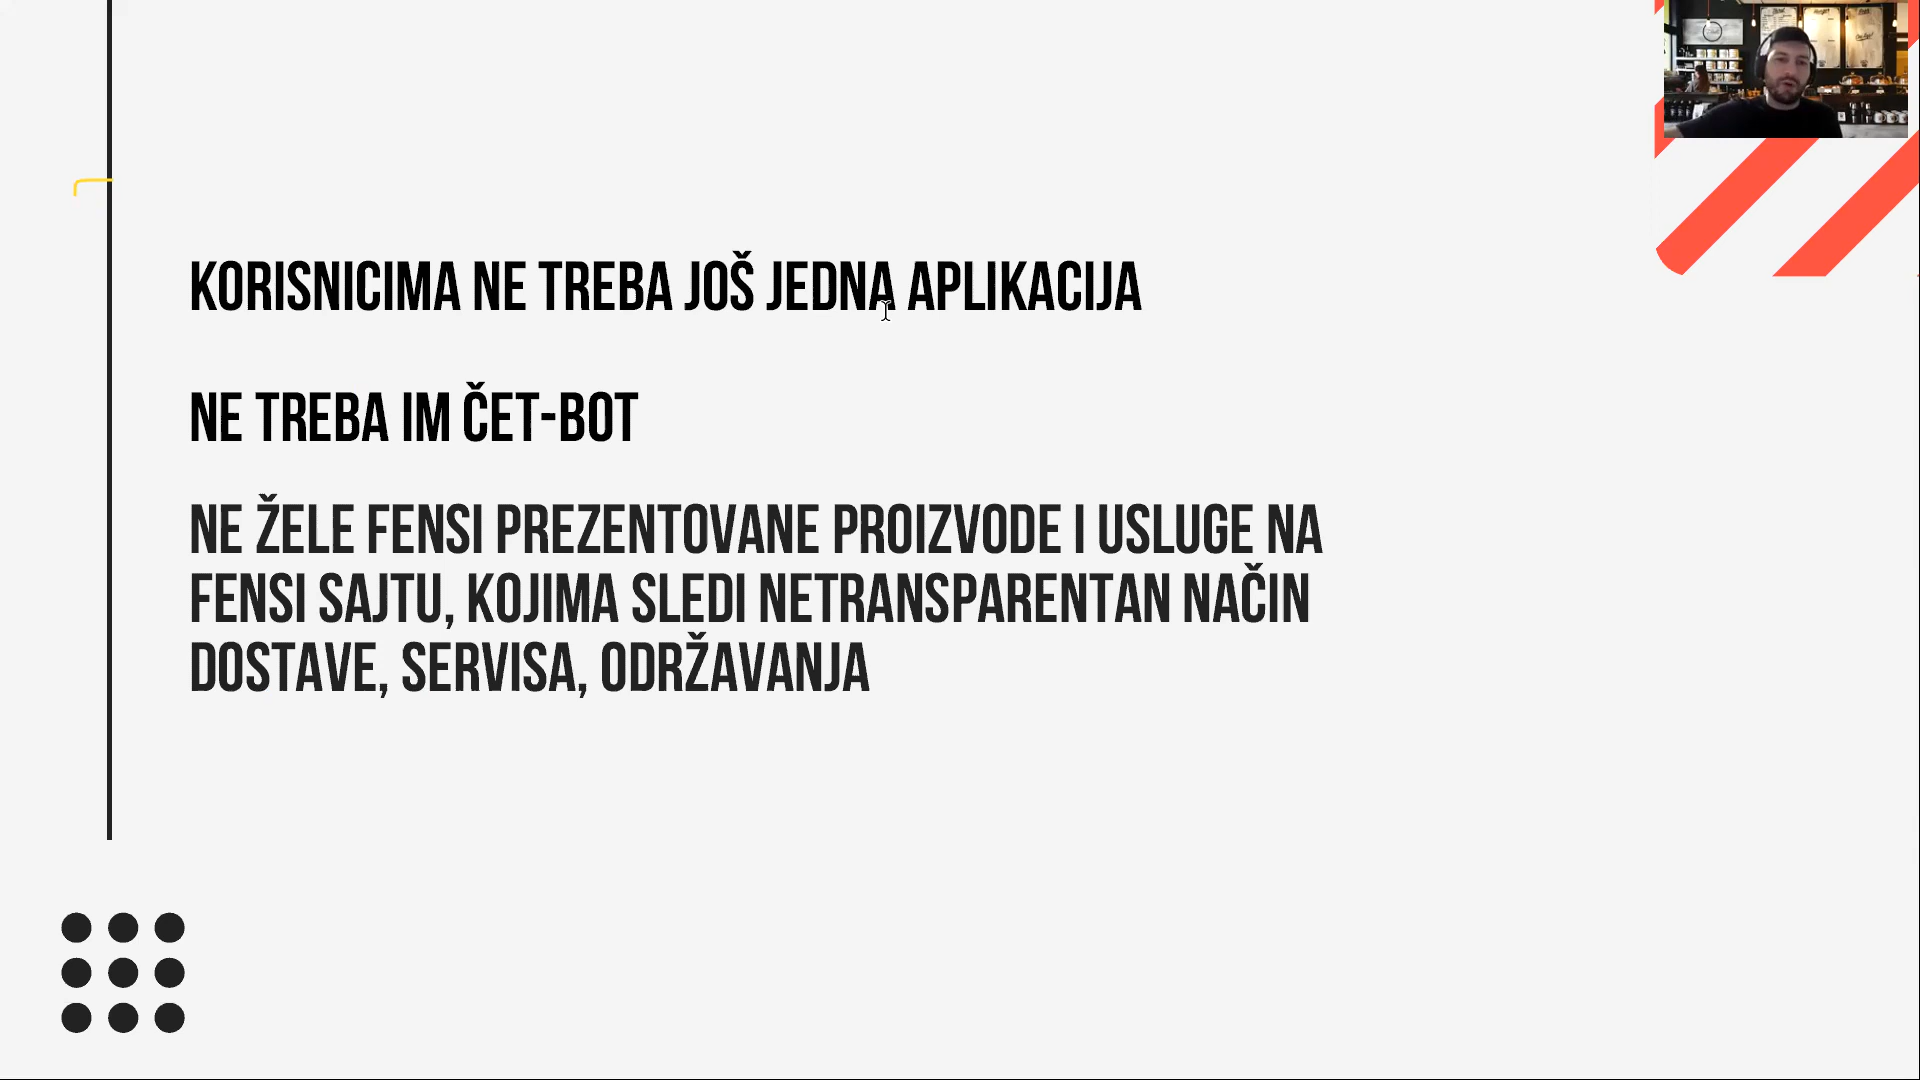 KORISNICIMA NE TREBA JOŠ JEDNA APLIKACIJA
NE TREBA IM ČET-BOT
NE ŽELE FENSI PREZENTOVANE PROIZVODE I USLUGE NA
FENSI SAJTU, KOJIMA SLEDI NETRANSPARENTAN NAČIN
DOSTAVE, SERVISA, ODRŽAVANJA